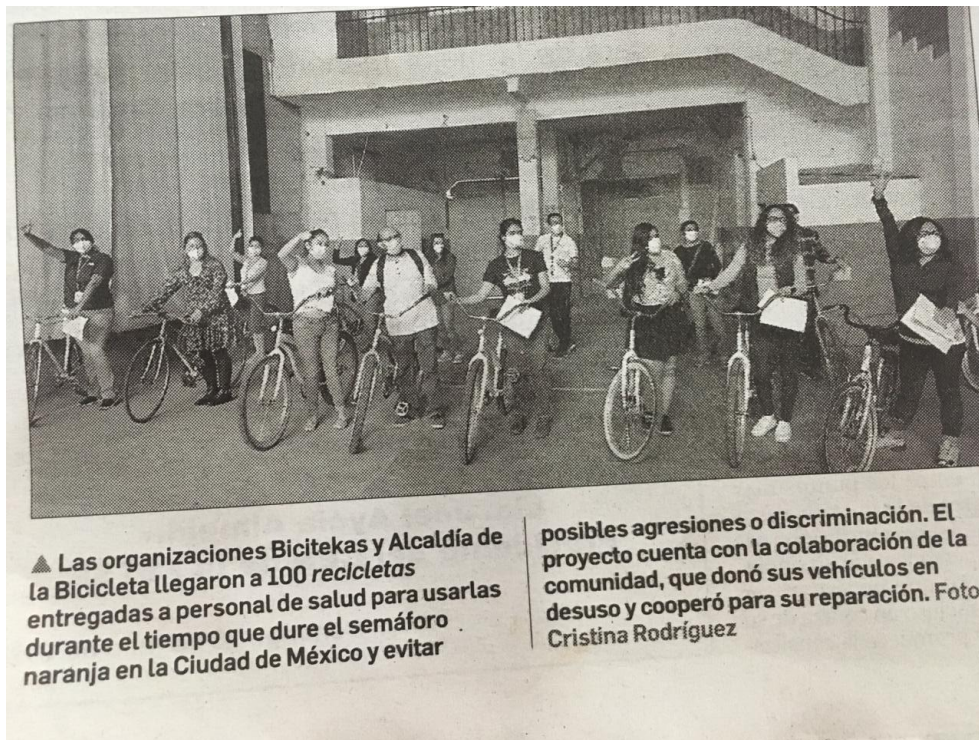 ▲ Las organizaciones Bicitekas y Alcaldía de
la Bicicleta llegaron a 100 recicletas
entregadas a personal de salud para usarlas
durante el tiempo que dure el semáforo
naranja en la Ciudad de México y evitar
posibles agresiones o discriminación. El
proyecto cuenta con la colaboración de la
comunidad, que donó sus vehículos en
desuso y cooperó para su reparación. Foto
Cristina Rodríguez